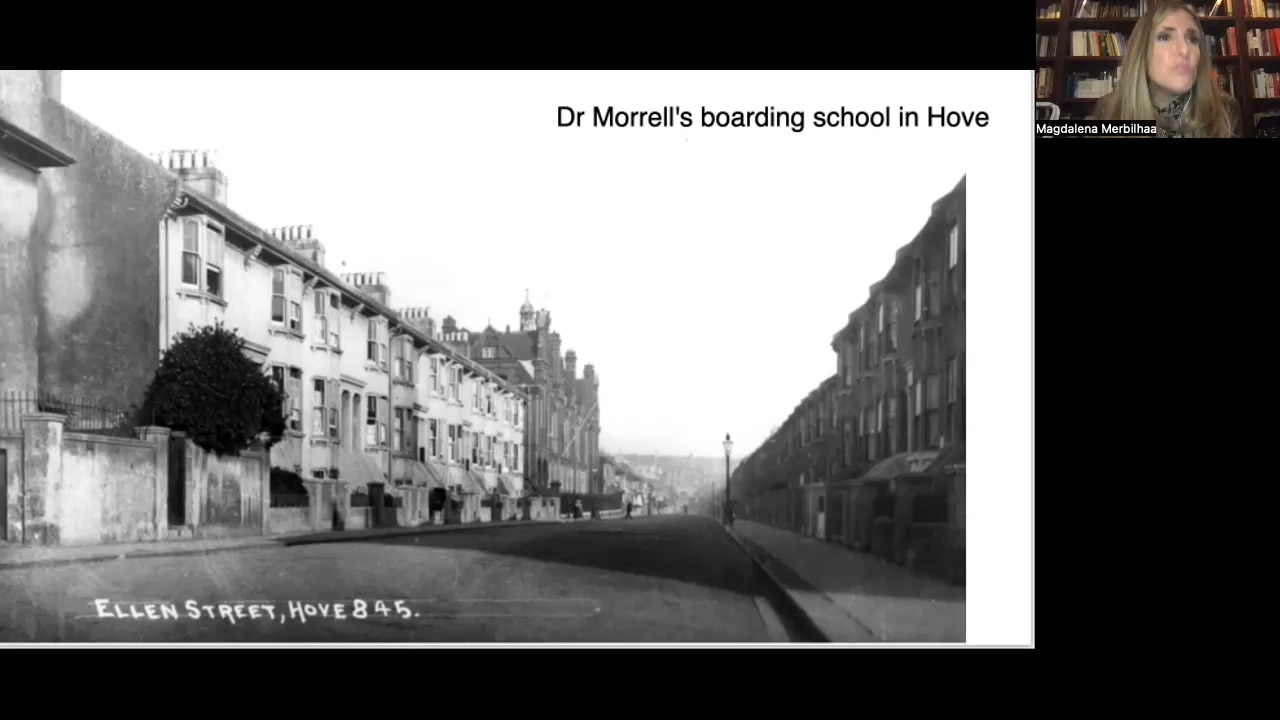 Dr Morrell's boarding school in Hove
Magdalena Merbilhaa
ELLEN STREET, HOVE 845.